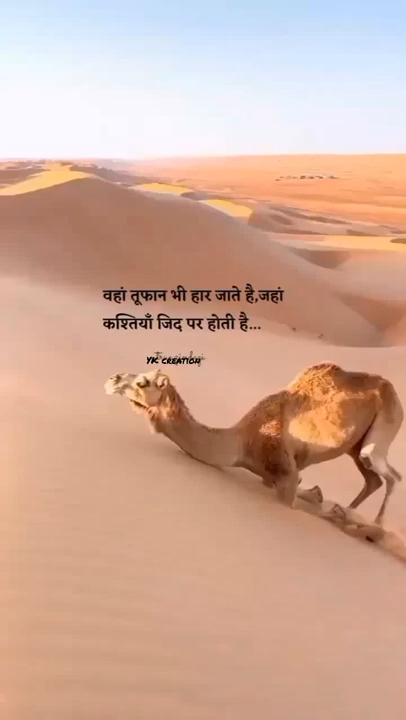 वहां तूफान भी हार जाते है,जहां
कश्तियाँ जिद पर होती है...
YK CREATION